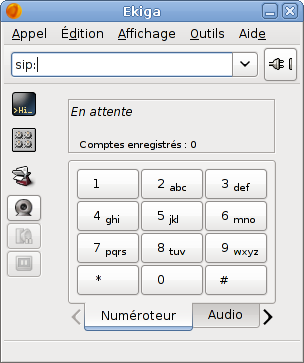 Ekiga
Appel Édition Affichage Outils Aide
sip:
>Hi_
En attente
Comptes enregistrés : 0
1 2 abc 3 def
4 ghi 5 jkl 6 mno
7 pqrs 8 tuv 9 wxyz
* 0 #
Numéroteur Audio